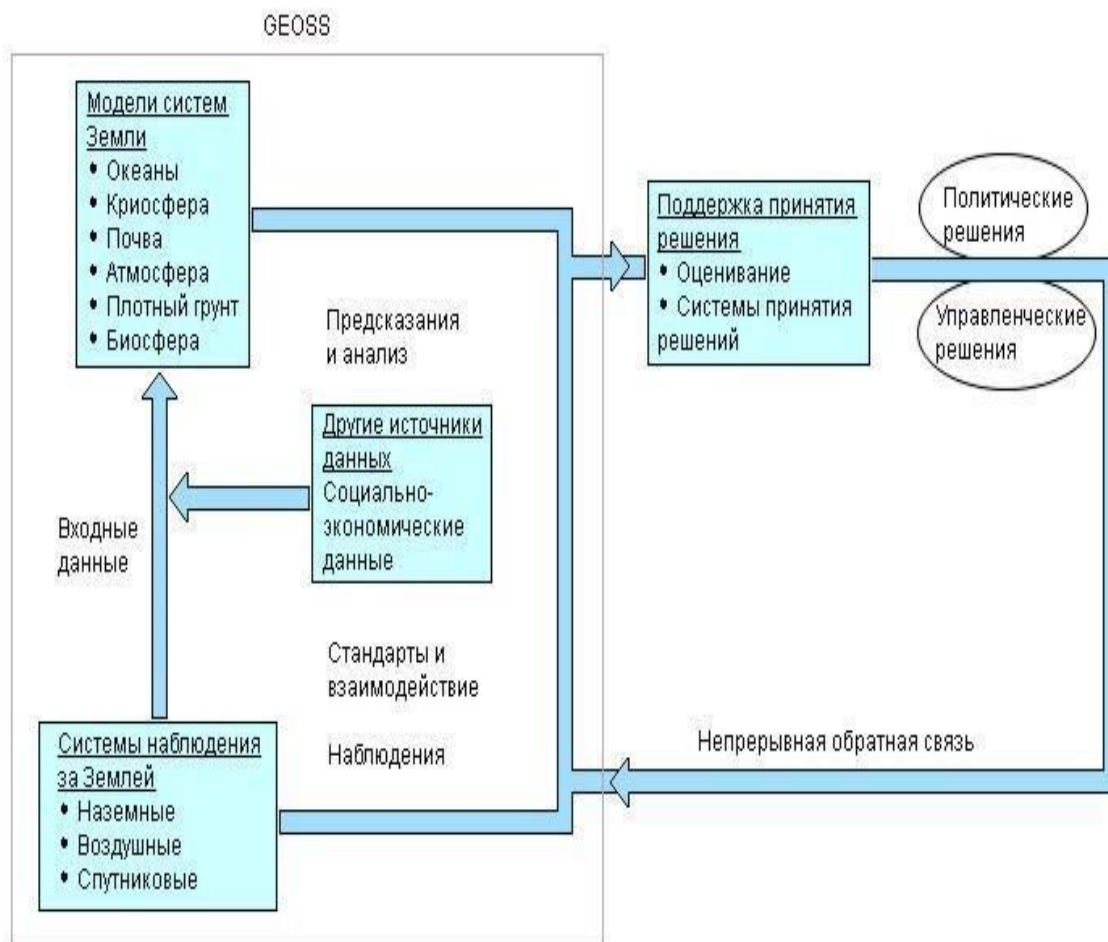 GEOSS
Модели систем
Земли
• Океаны
• Криосфера
• Почва
• Атмосфера
• Плотный грунт
• Биосфера
Предсказания
и анализ
Другие источники
данных
Социально-
экономические
данные
Входные
данные
Стандарты и
взаимодействие
Наблюдения
Системы наблюдения
за Землей
• Наземные
• Воздушные
• Спутниковые
Поддержка принятия
решения
• Оценивание
• Системы принятия
решений
Политические
решения
Управленческие
решения
Непрерывная обратная связь